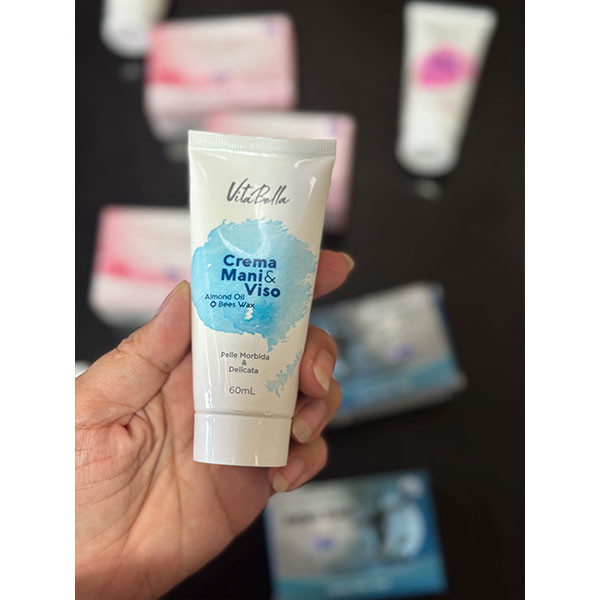 VitaBella
Crema
Mani &
Viso
Almond Oil
+ Bees Wax
Pelle Morbida
&
Delicata
60mL